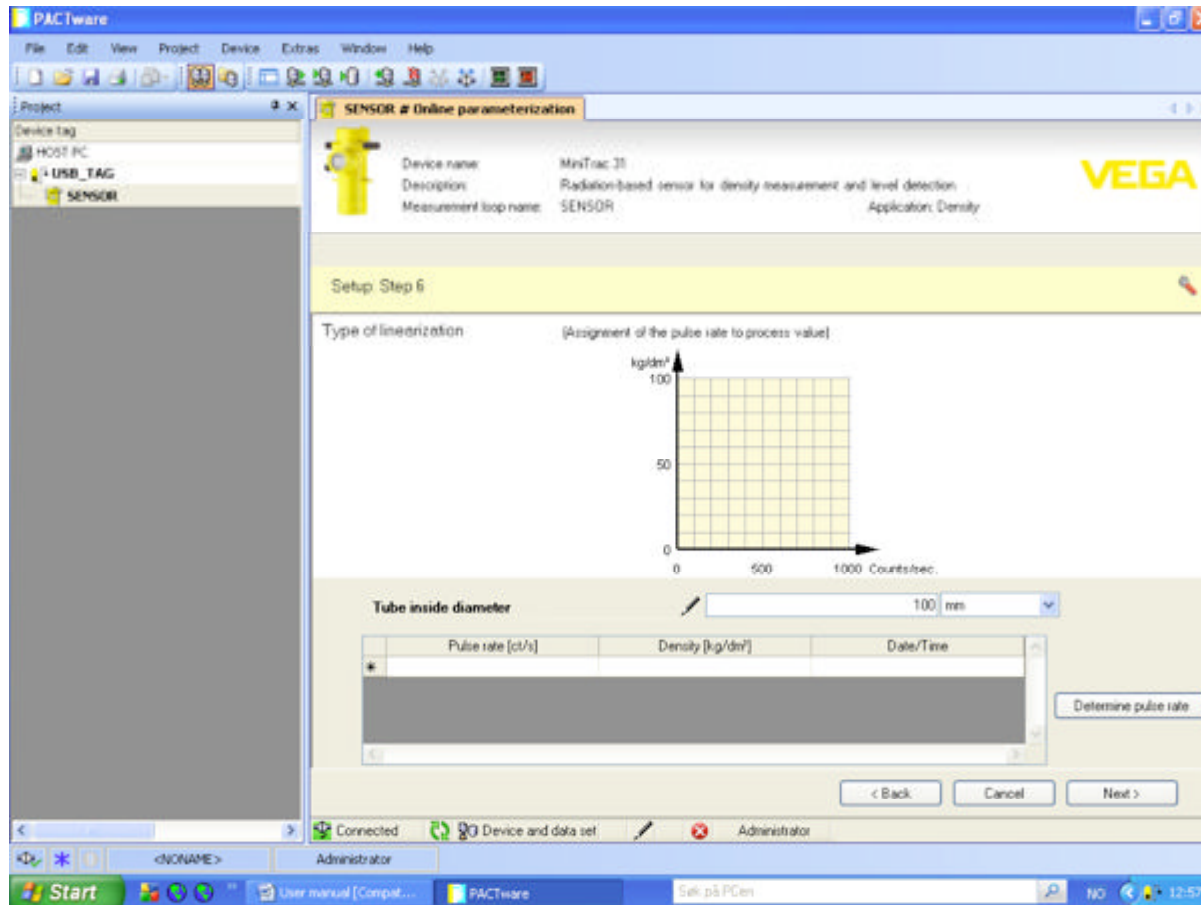 PACTware
File Edit View Project Device Extras Window Help
Project
SENSOR # Online parameterization
Device tag
HOST PC
USB_TAG
SENSOR
Device name: MiniTrac 31
Description: Radiation-based sensor for density measurement and level detection
Measurement loop name: SENSOR Application: Density
VEGA
Setup: Step 6
Type of linearization (Assignment of the pulse rate to process value)
kg/dm³
100
50
0
0 500 1000 Counts/sec.
Tube inside diameter 100 mm
Pulse rate [ct/s] Density [kg/dm³] Date/Time
Determine pulse rate
< Back Cancel Next >
Connected Device and data set Administrator
<NONAME> Administrator
Start User manual [Compat... PACTware Søk på PCen NO 12:57